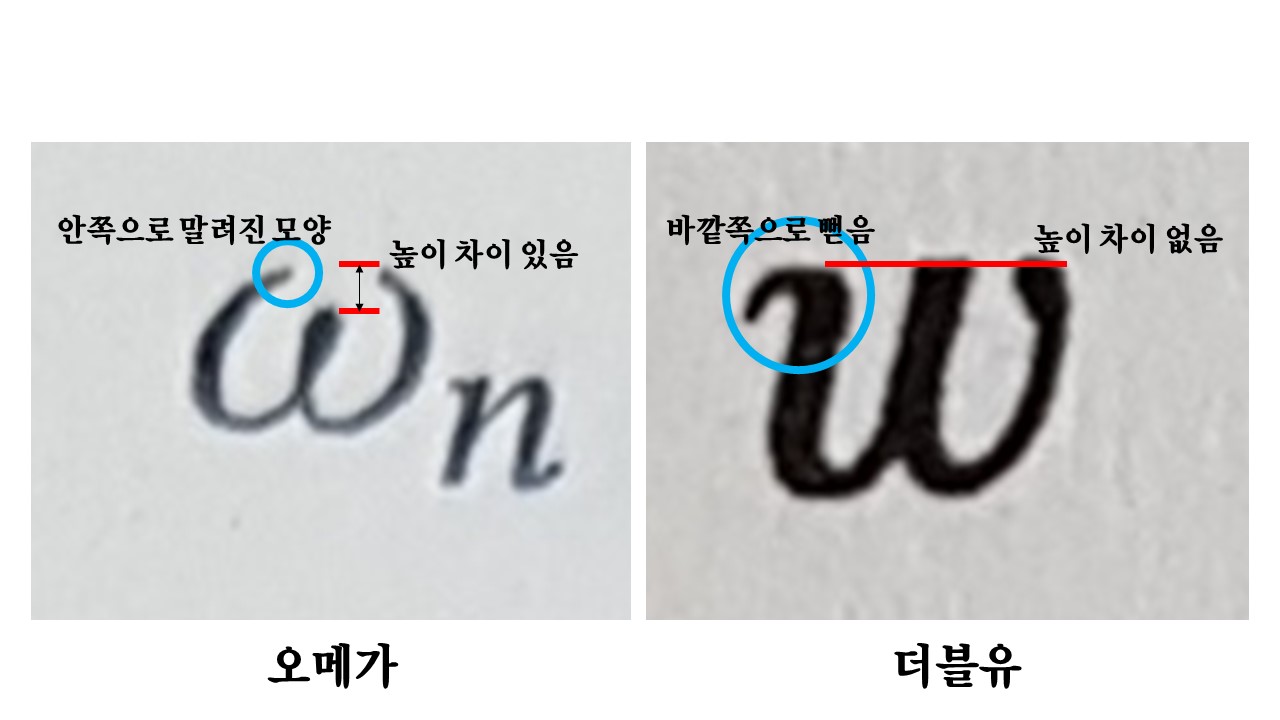 안쪽으로 말려진 모양
높이 차이 있음
ωn
오메가
바깥쪽으로 뻗음
높이 차이 없음
w
더블유